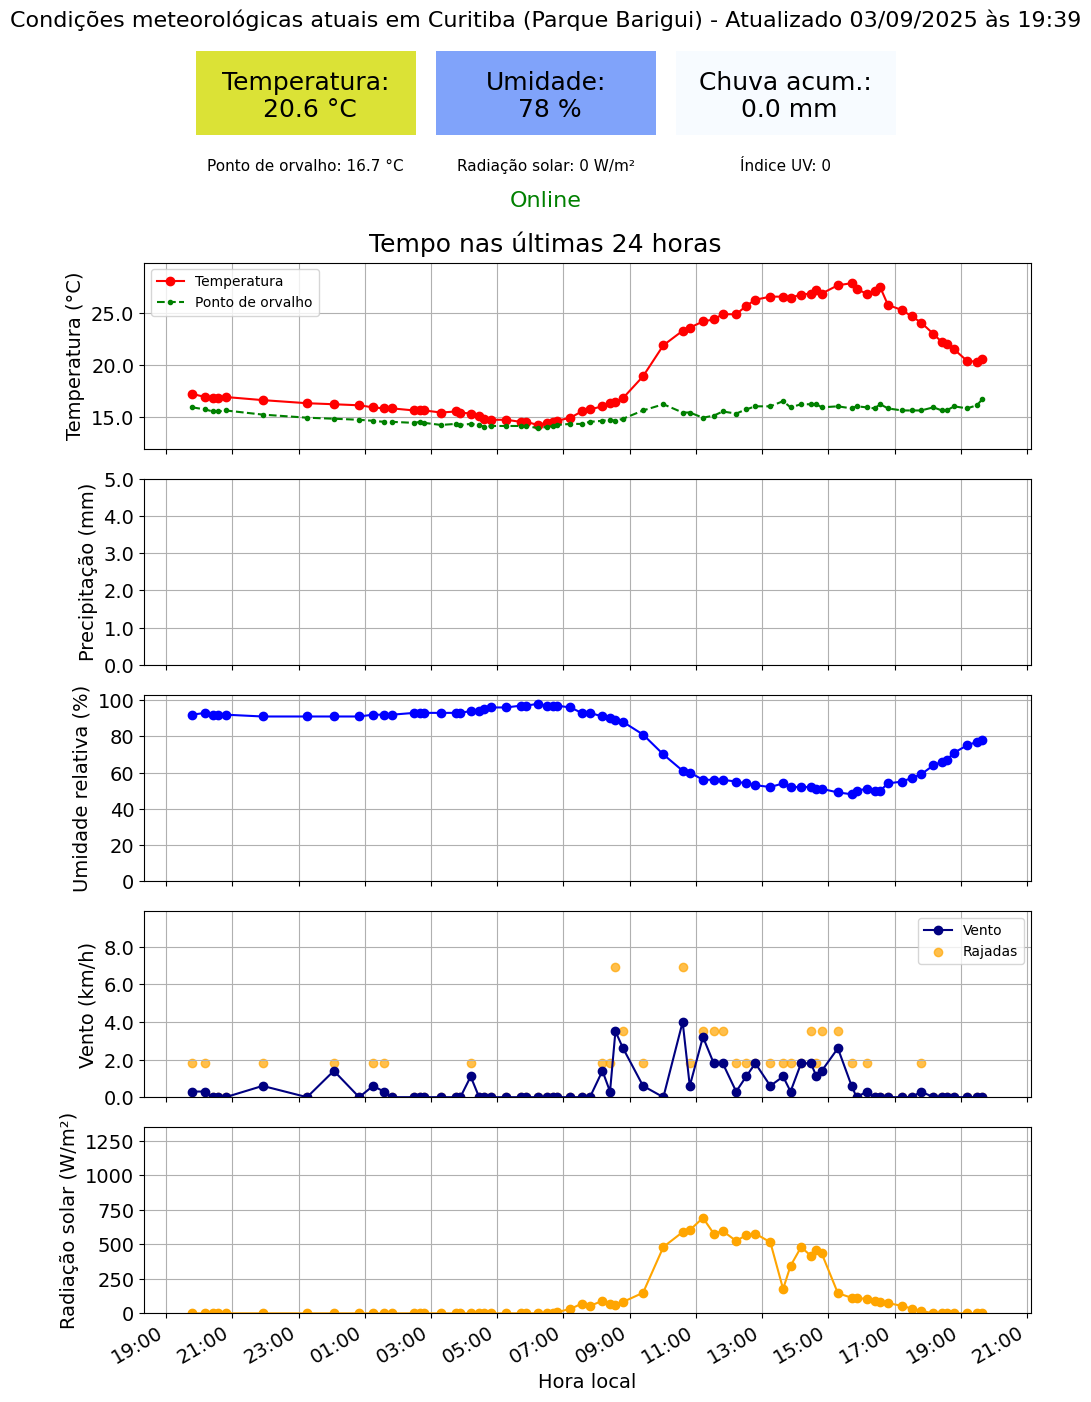 Condições meteorológicas atuais em Curitiba (Parque Barigui) - Atualizado 03/09/2025 às 19:39
Temperatura:
20.6 °C
Umidade:
78 %
Chuva acum.:
0.0 mm
Ponto de orvalho: 16.7 °C
Radiação solar: 0 W/m²
Índice UV: 0
Online
Tempo nas últimas 24 horas
Temperatura (°C)
25.0
20.0
15.0
Temperatura
Ponto de orvalho
Precipitação (mm)
5.0
4.0
3.0
2.0
1.0
0.0
Umidade relativa (%)
100
80
60
40
20
0
Vento (km/h)
8.0
6.0
4.0
2.0
0.0
Vento
Rajadas
Radiação solar (W/m²)
1250
1000
750
500
250
0
19:00
21:00
23:00
01:00
03:00
05:00
07:00
09:00
11:00
13:00
15:00
17:00
19:00
21:00
Hora local